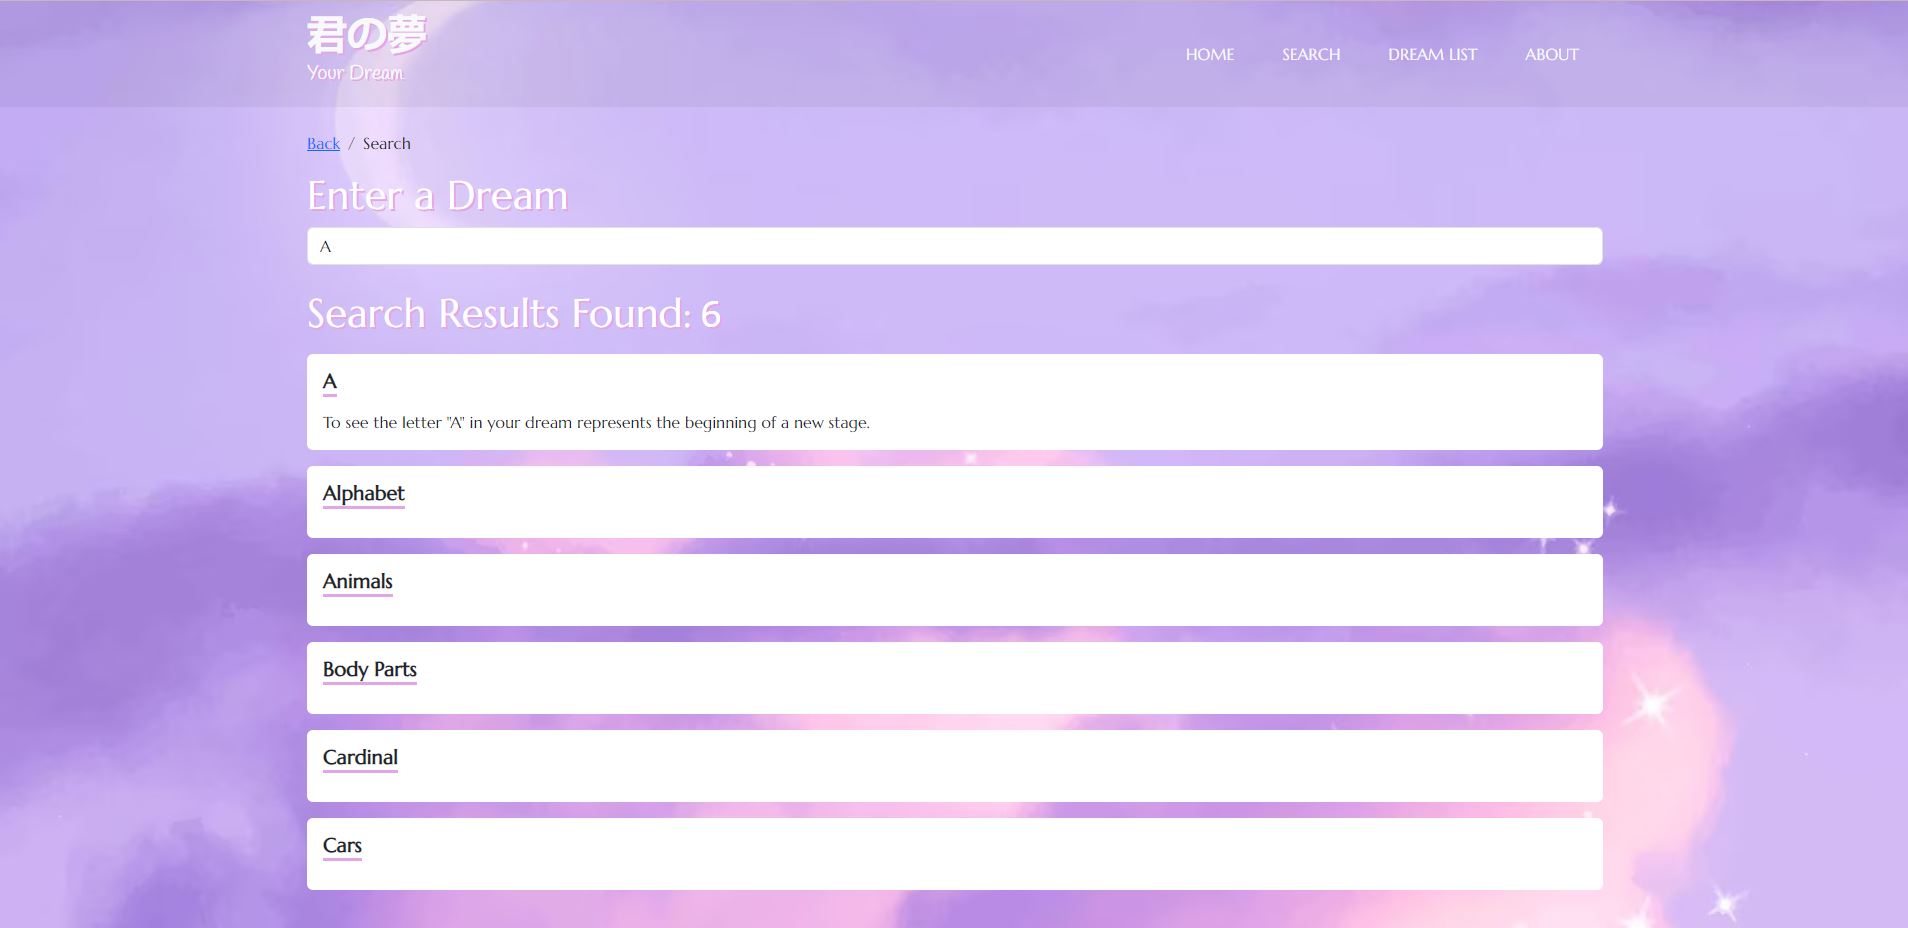 君の夢
Your Dream
HOME SEARCH DREAM LIST ABOUT
Back / Search
Enter a Dream
A
Search Results Found: 6
A
To see the letter "A" in your dream represents the beginning of a new stage.
Alphabet
Animals
Body Parts
Cardinal
Cars